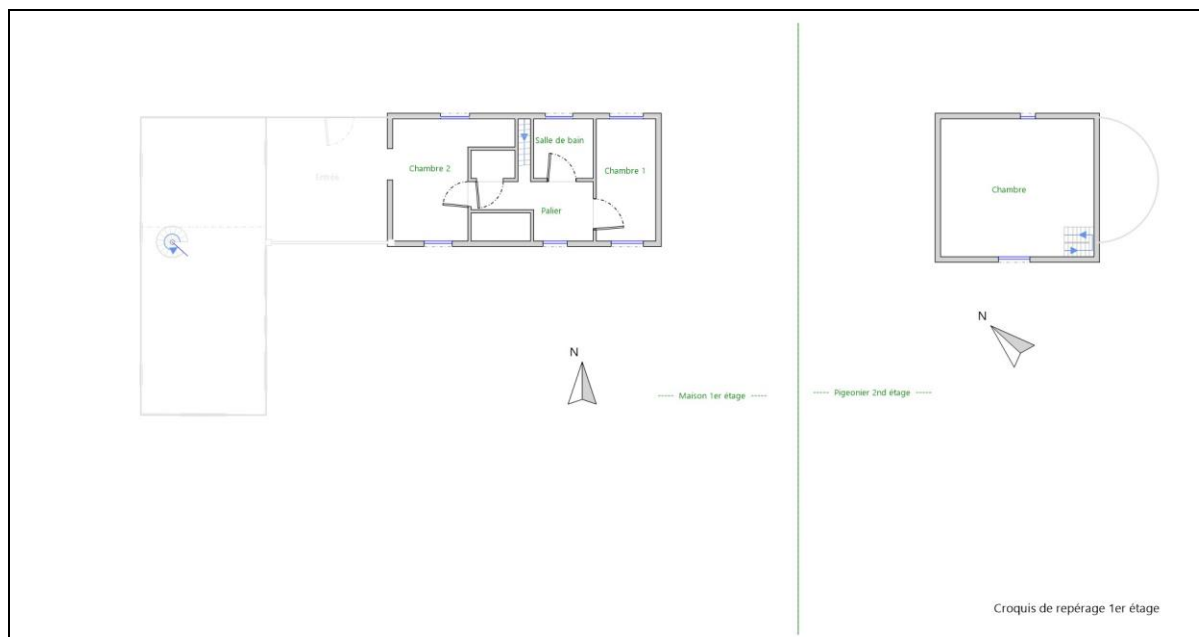 Salle de bain
Chambre 2
Chambre 1
Palier
N
Maison 1er étage
Chambre
N
Pigeonier 2nd étage
Croquis de repérage 1er étage